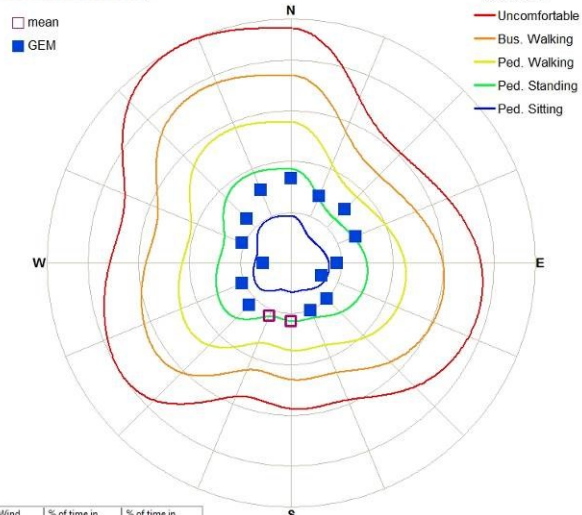 N
mean
GEM
Uncomfortable
Bus. Walking
Ped. Walking
Ped. Standing
Ped. Sitting
W
E
Wind % of time in % of time in
S